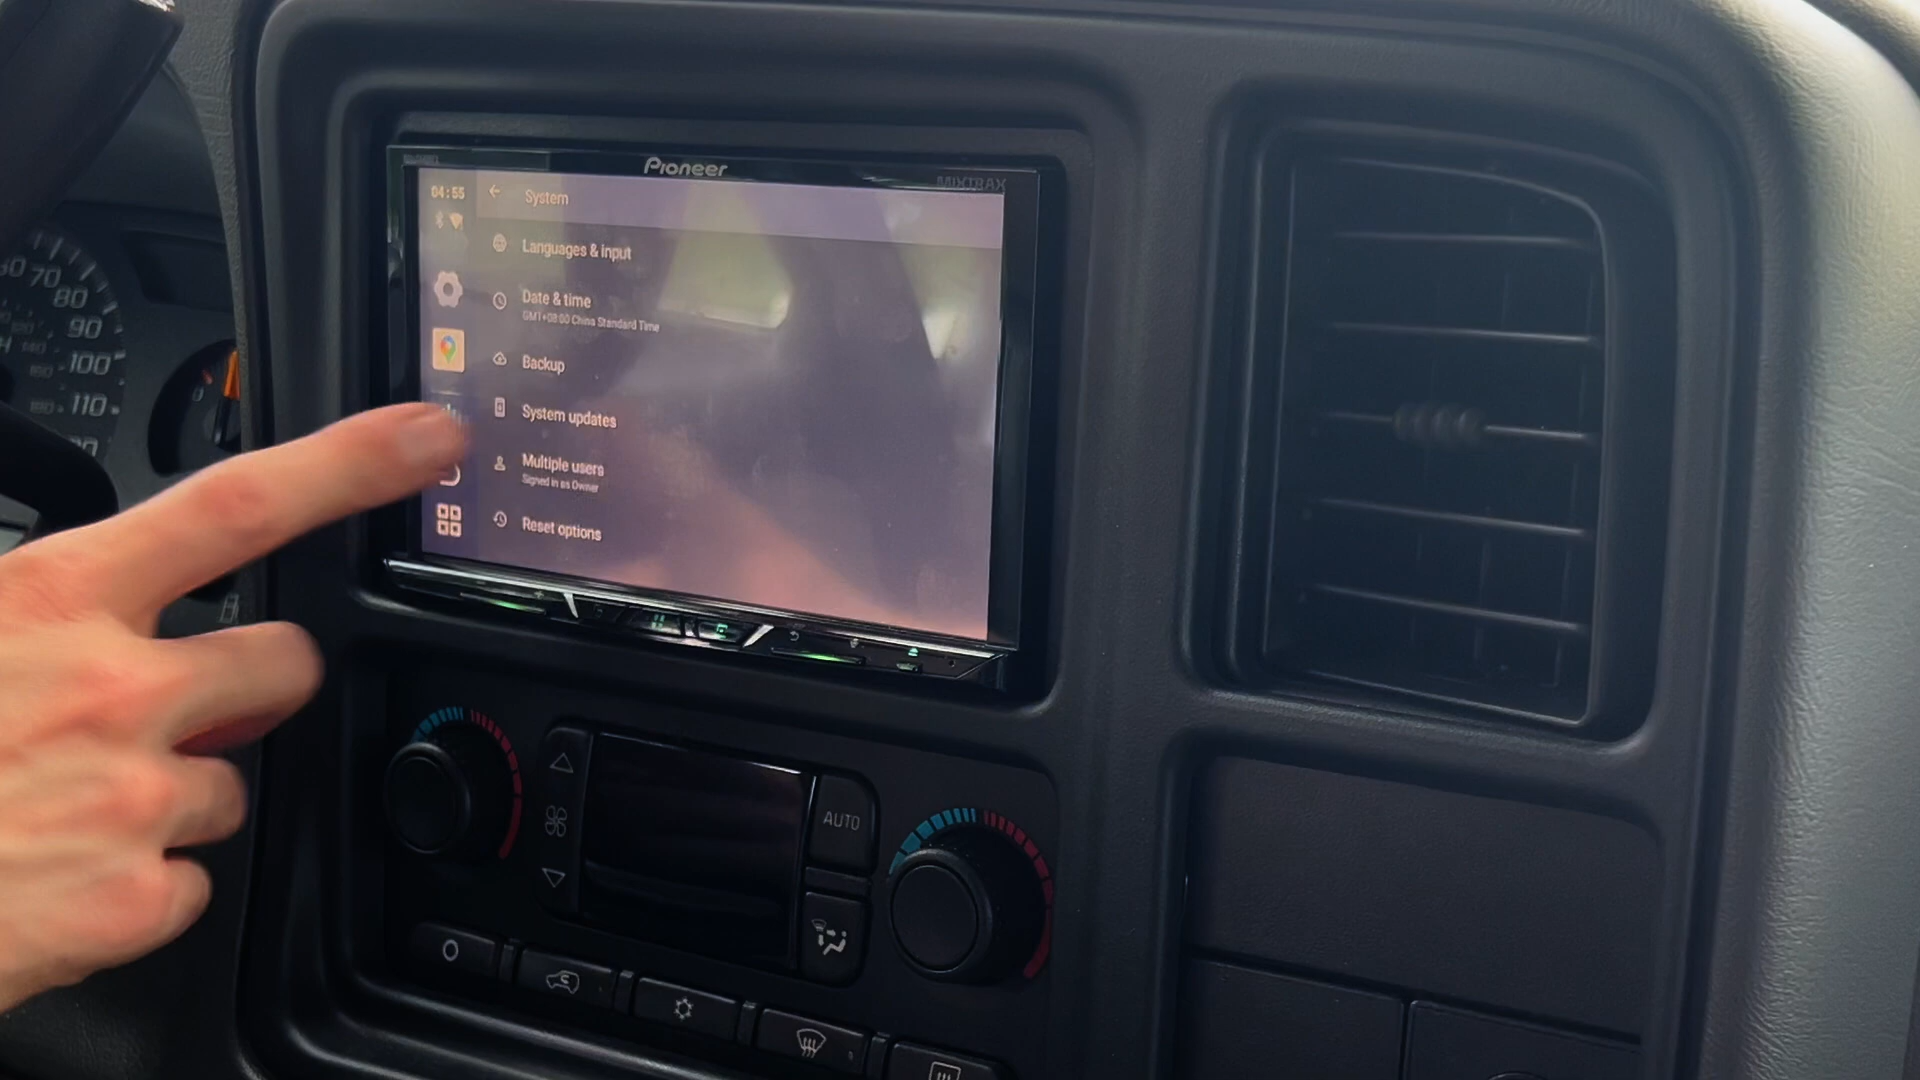 Pioneer
MIXTRAX
04:55
System
Languages & input
Date & time
GMT+08:00 China Standard Time
Backup
System updates
Multiple users
Signed in as Owner
Reset options
70
80
90
100
110
AUTO